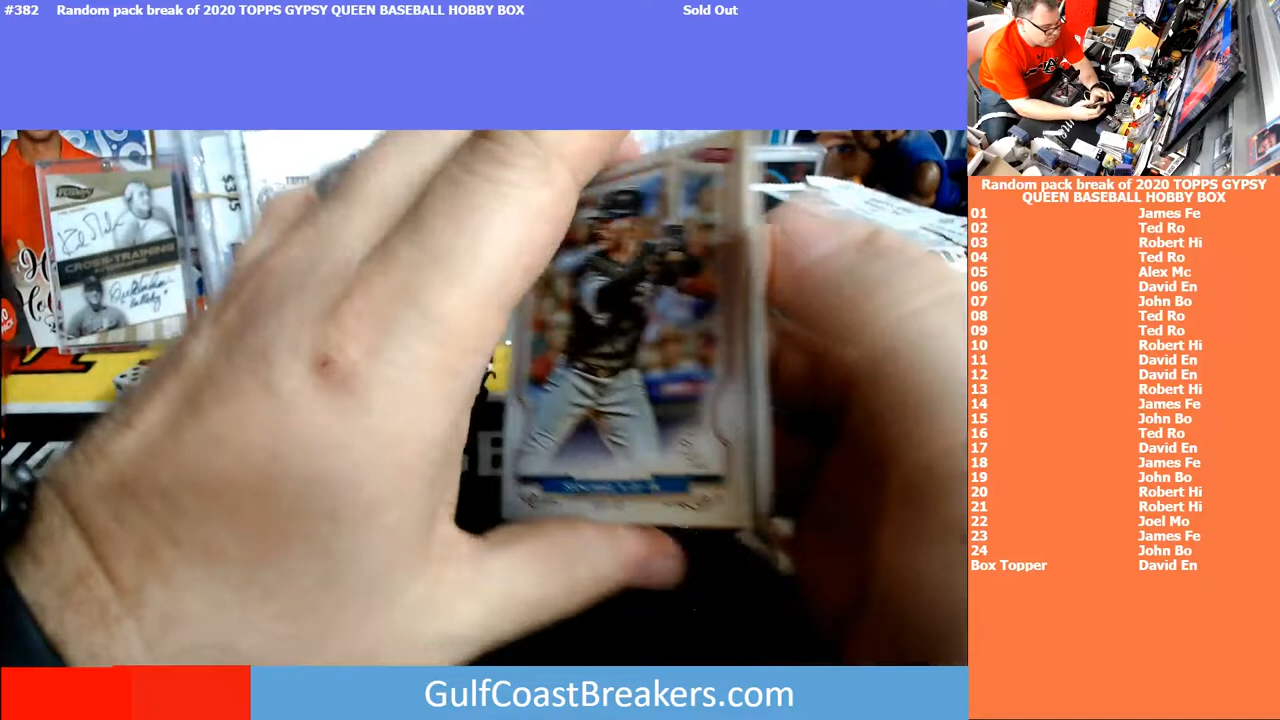 #382 Random pack break of 2020 TOPPS GYPSY QUEEN BASEBALL HOBBY BOX Sold Out
Random pack break of 2020 TOPPS GYPSY
QUEEN BASEBALL HOBBY BOX
01 James Fe
02 Ted Ro
03 Robert Hi
04 Ted Ro
05 Alex Mc
06 David En
07 John Bo
08 Ted Ro
09 Ted Ro
10 Robert Hi
11 David En
12 David En
13 Robert Hi
14 James Fe
15 John Bo
16 Ted Ro
17 David En
18 James Fe
19 John Bo
20 Robert Hi
21 Robert Hi
22 Joel Mo
23 James Fe
24 John Bo
Box Topper David En
CROSS-TRAINING
GulfCoastBreakers.com